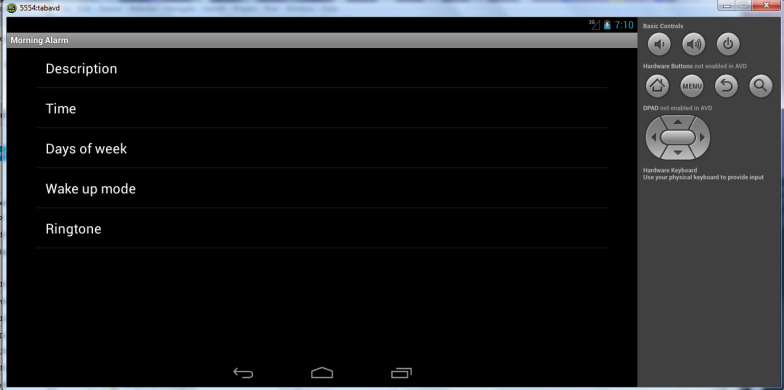 5554:tabavd
3G 7:10
Morning Alarm
Description
Time
Days of week
Wake up mode
Ringtone
Basic Controls
Hardware Buttons not enabled in AVD
MENU
DPAD not enabled in AVD
Hardware Keyboard
Use your physical keyboard to provide input